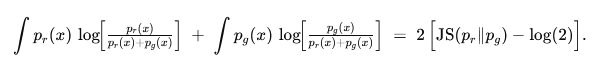 ∫ p_r(x) log[ p_r(x) / (p_r(x)+p_g(x)) ] + ∫ p_g(x) log[ p_g(x) / (p_r(x)+p_g(x)) ] = 2 [ JS(p_r‖p_g) − log(2) ].